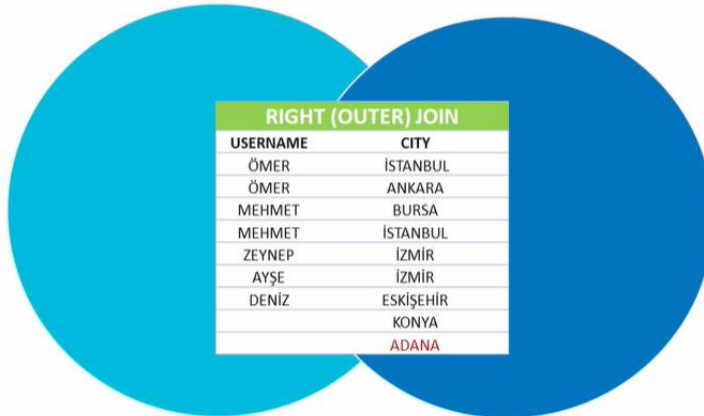 RIGHT (OUTER) JOIN
USERNAME CITY
ÖMER İSTANBUL
ÖMER ANKARA
MEHMET BURSA
MEHMET İSTANBUL
ZEYNEP İZMİR
AYŞE İZMİR
DENİZ ESKİŞEHİR
KONYA
ADANA